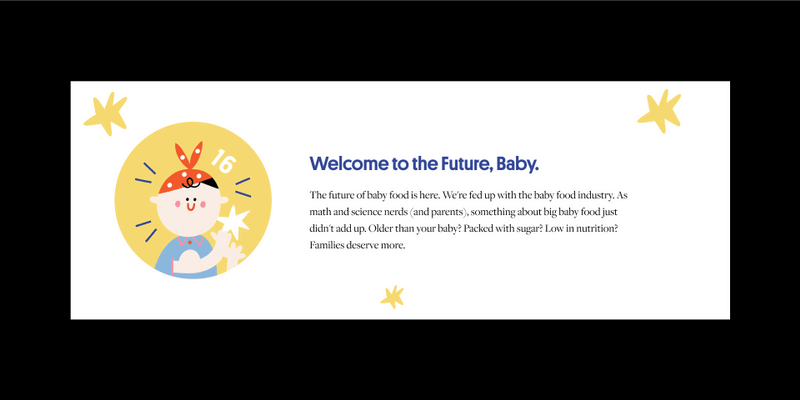 16
Welcome to the Future, Baby.
The future of baby food is here. We're fed up with the baby food industry. As
math and science nerds (and parents), something about big baby food just
didn't add up. Older than your baby? Packed with sugar? Low in nutrition?
Families deserve more.